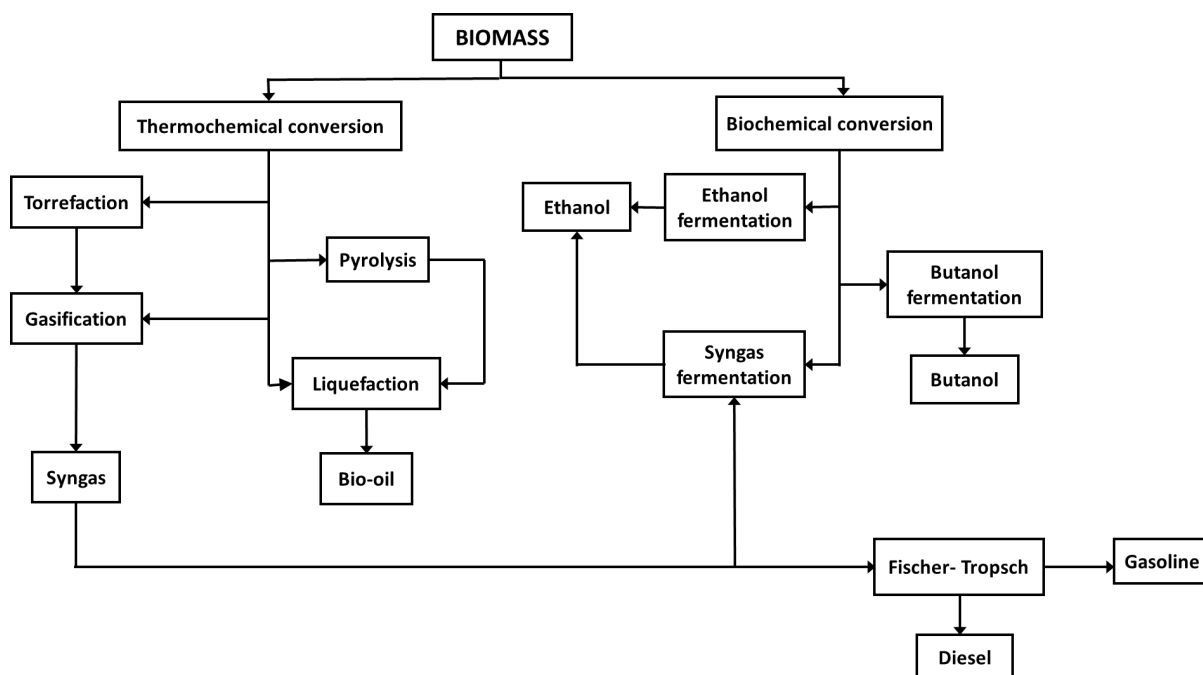 BIOMASS
Thermochemical conversion
Biochemical conversion
Torrefaction
Ethanol
Ethanol
fermentation
Pyrolysis
Butanol
fermentation
Gasification
Syngas
fermentation
Liquefaction
Butanol
Syngas
Bio-oil
Fischer- Tropsch
Gasoline
Diesel